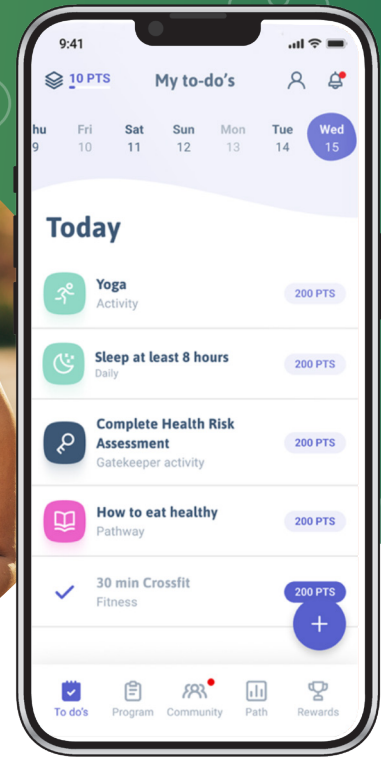 9:41
10 PTS
My to-do's
hu Fri Sat Sun Mon Tue Wed
9 10 11 12 13 14 15
Today
Yoga
Activity
200 PTS
Sleep at least 8 hours
Daily
200 PTS
Complete Health Risk
Assessment
Gatekeeper activity
200 PTS
How to eat healthy
Pathway
200 PTS
30 min Crossfit
Fitness
200 PTS
+
To do's Program Community Path Rewards